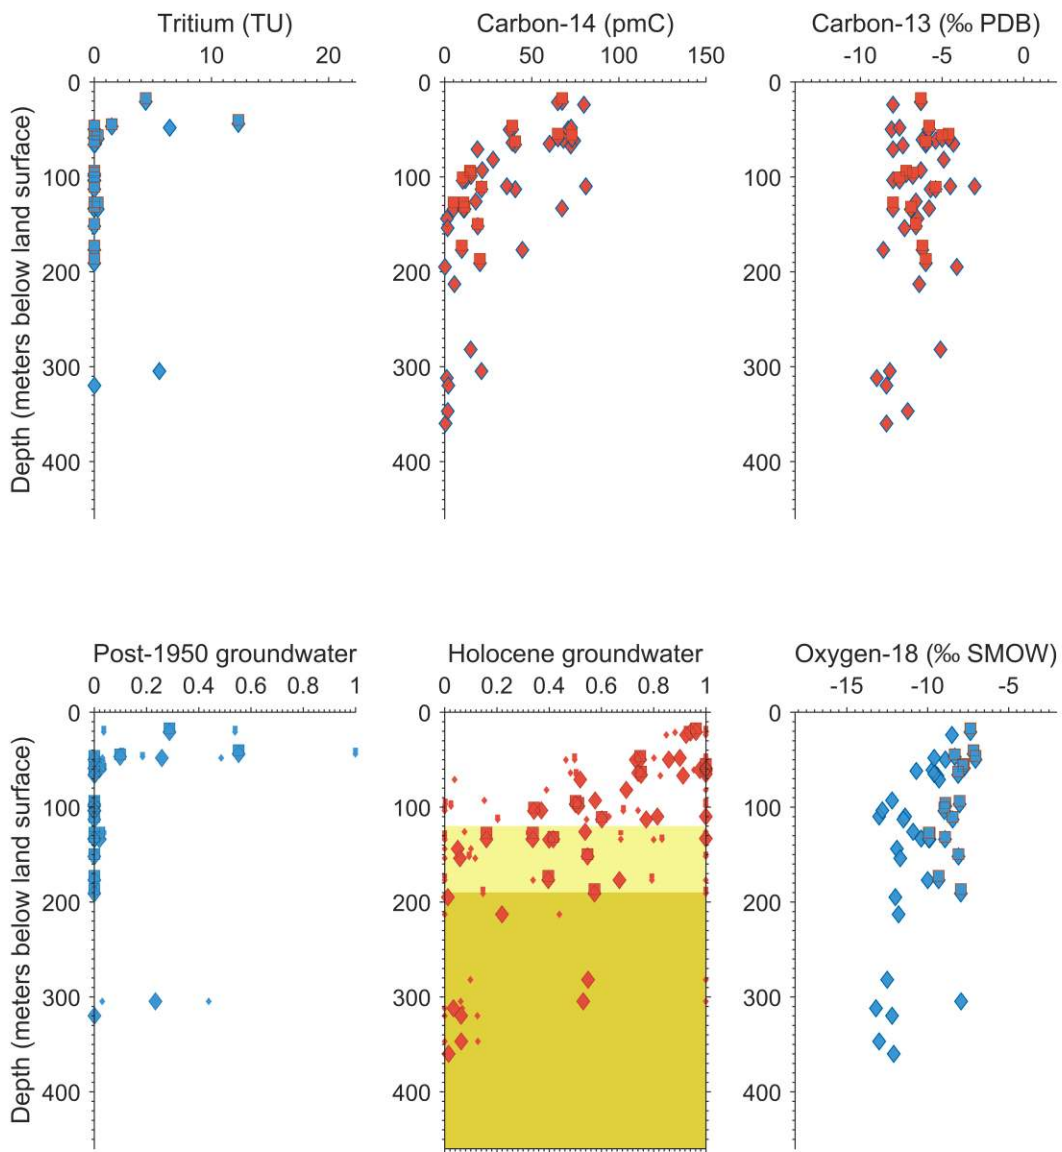 Tritium (TU)
Carbon-14 (pmC)
Carbon-13 (‰ PDB)
0 10 20
0 50 100 150
-10 -5 0
Depth (meters below land surface)
0
100
200
300
400
0
100
200
300
400
0
100
200
300
400
Post-1950 groundwater
Holocene groundwater
Oxygen-18 (‰ SMOW)
0 0.2 0.4 0.6 0.8 1
0 0.2 0.4 0.6 0.8 1
-15 -10 -5
Depth (meters below land surface)
0
100
200
300
400
0
100
200
300
400
0
100
200
300
400